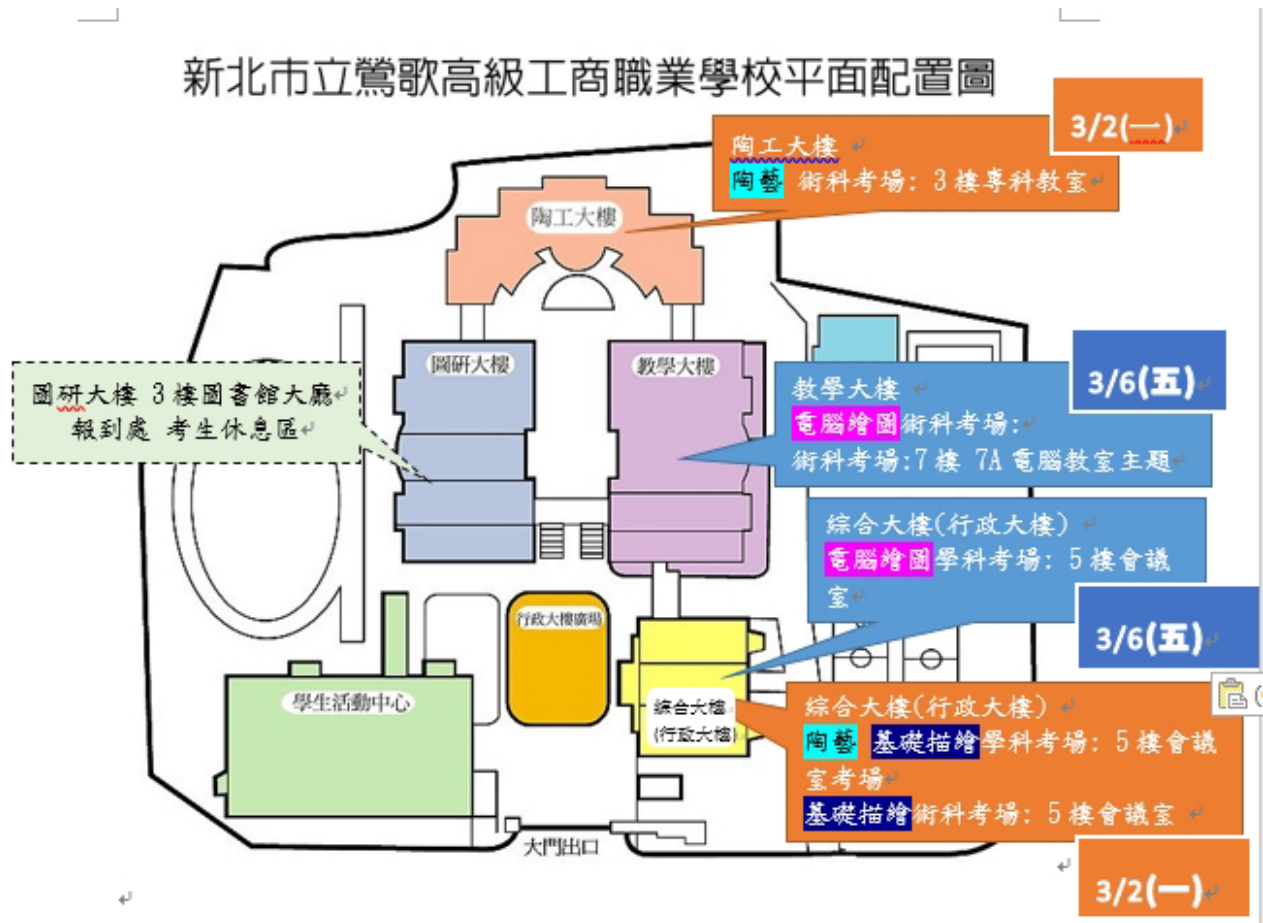 新北市立鶯歌高級工商職業學校平面配置圖
3/2(一)
陶工大樓
陶藝 術科考場: 3樓專科教室
陶工大樓
圖研大樓
教學大樓
圖研大樓 3樓圖書館大廳
報到處 考生休息區
3/6(五)
教學大樓
電腦繪圖術科考場:
術科考場:7樓 7A電腦教室主題
綜合大樓(行政大樓)
電腦繪圖學科考場: 5樓會議
室
3/6(五)
行政大樓廣場
學生活動中心
綜合大樓
(行政大樓)
綜合大樓(行政大樓)
陶藝 基礎描繪學科考場: 5樓會議
室考場
基礎描繪術科考場: 5樓會議室
大門出口
3/2(一)